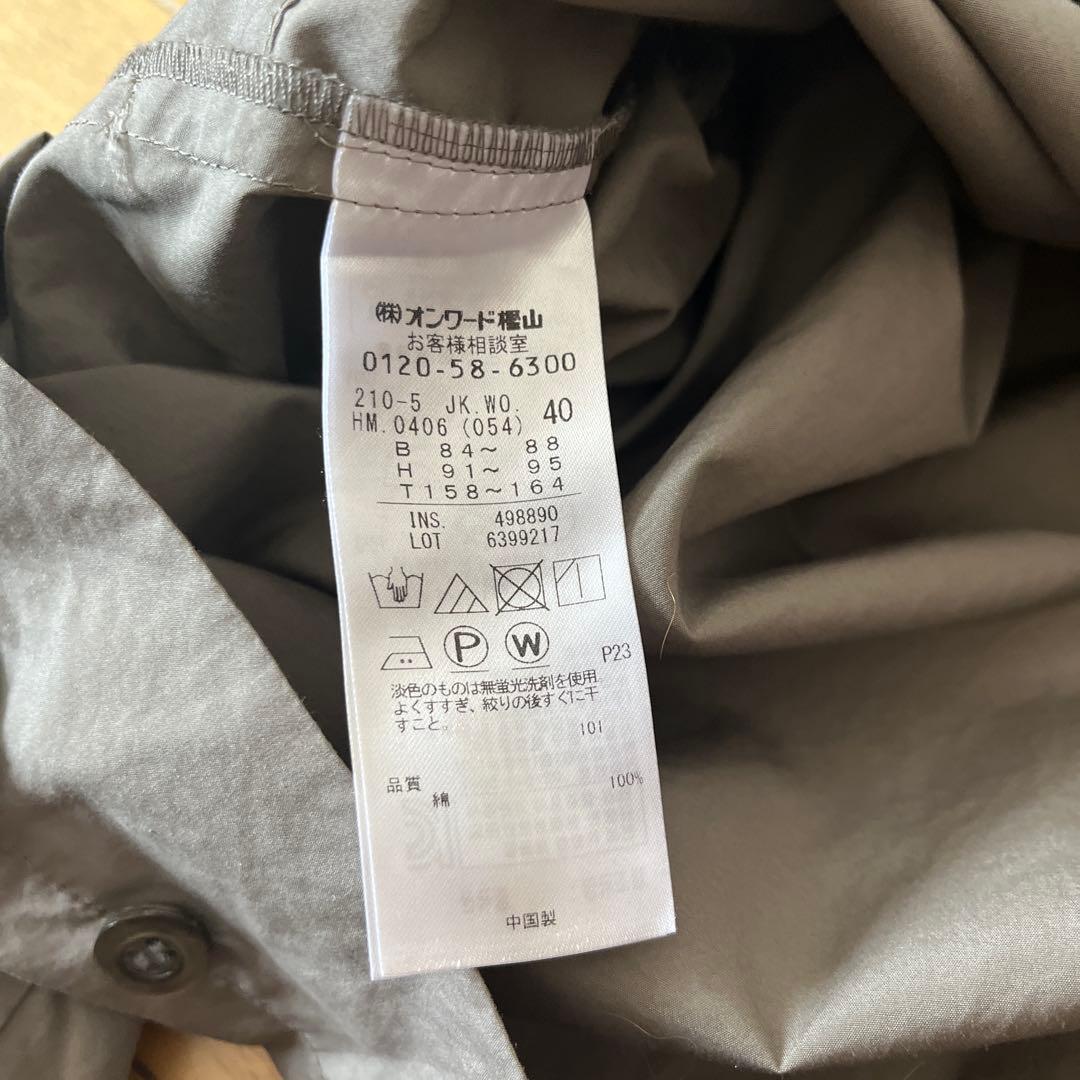 ㈱オンワード樫山
お客様相談室
0120-58-6300
210-5 JK.WO. 40
HM.0406 (054)
B 84～ 88
H 91～ 95
T158～164
INS. 498890
LOT 6399217
P W
P23
淡色のものは無蛍光洗剤を使用
よくすすぎ、絞りの後すぐに干
すこと。
101
品質
綿 100%
中国製